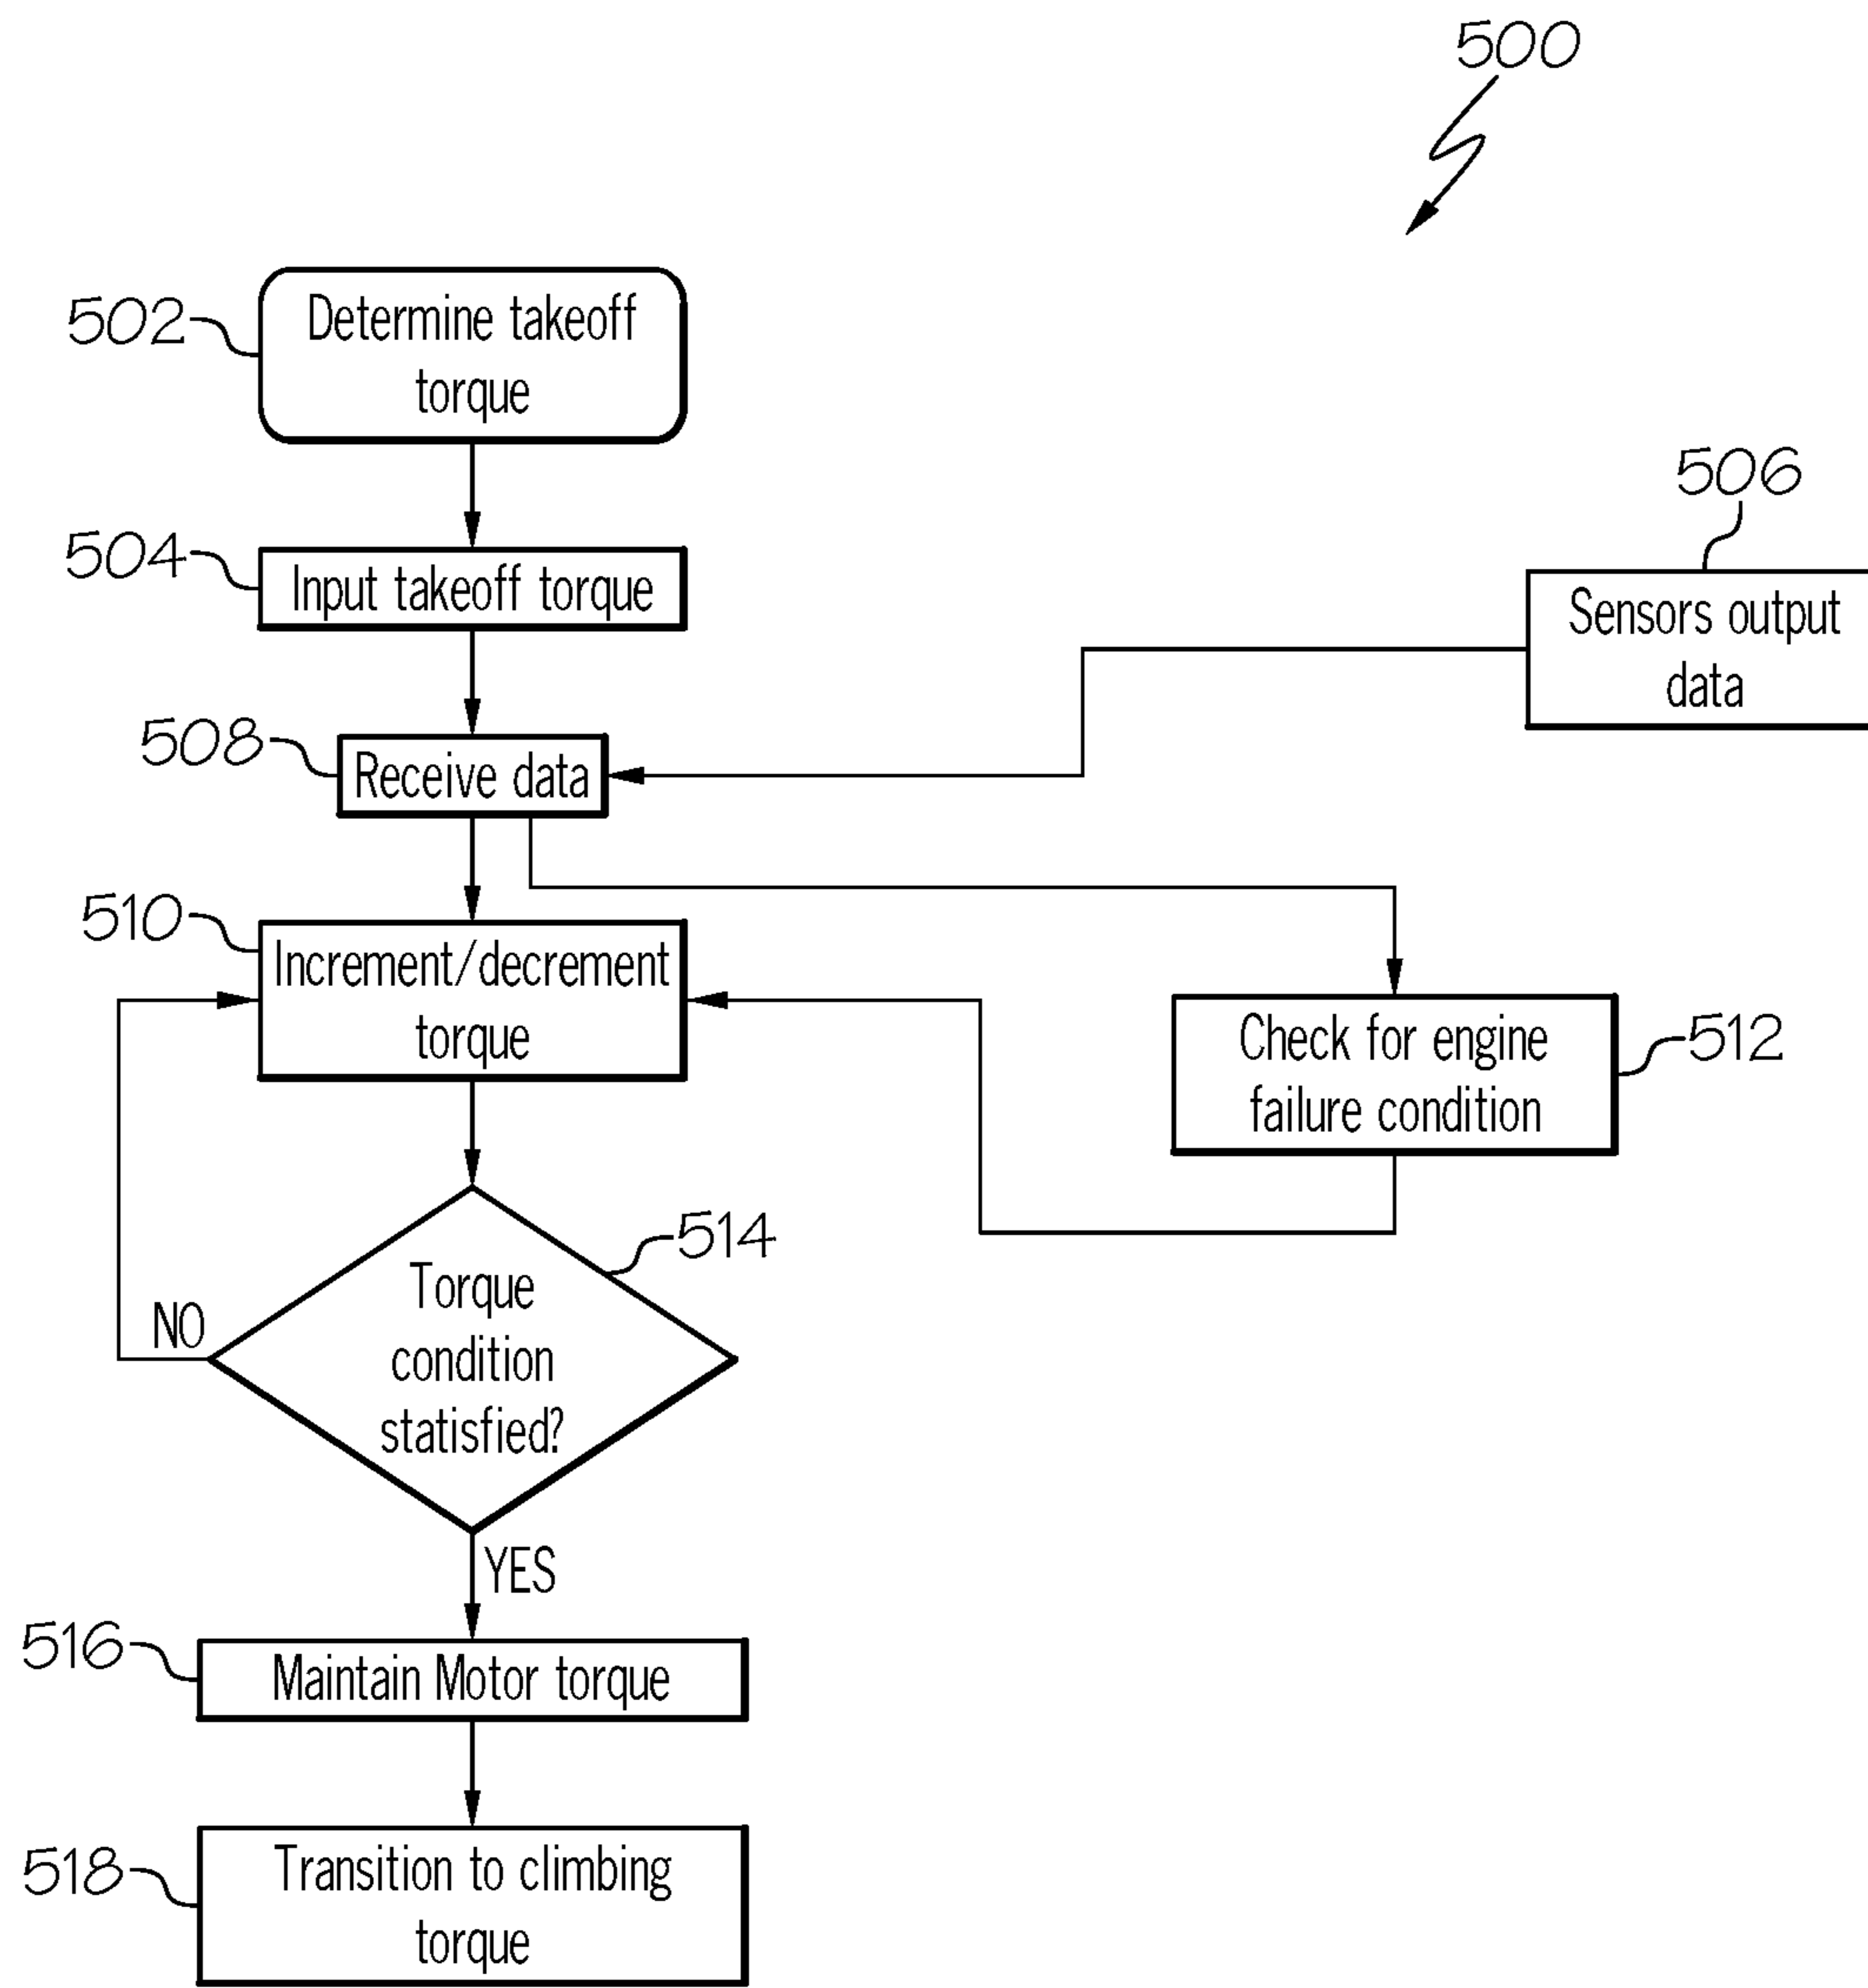 500
502
Determine takeoff
torque
504
Input takeoff torque
506
Sensors output
data
508
Receive data
510
Increment/decrement
torque
Check for engine
failure condition
512
514
Torque
condition
statisfied?
NO
YES
516
Maintain Motor torque
518
Transition to climbing
torque